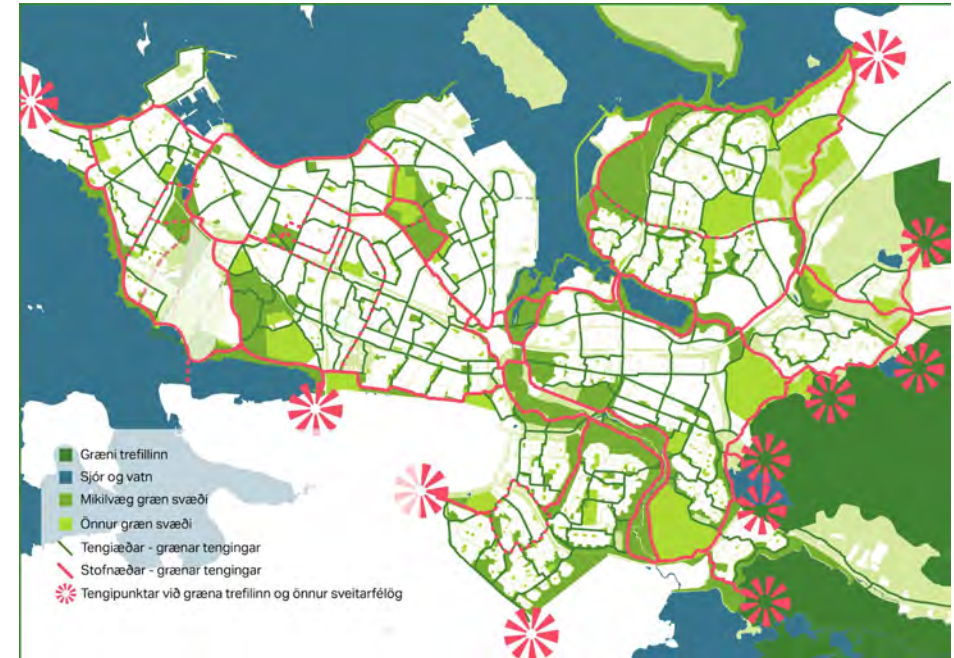 Græni trefillinn
Sjór og vatn
Mikilvæg græn svæði
Önnur græn svæði
Tengiæðar - grænar tengingar
Stofnæðar - grænar tengingar
Tengipunktar við græna trefilinn og önnur sveitarfélög